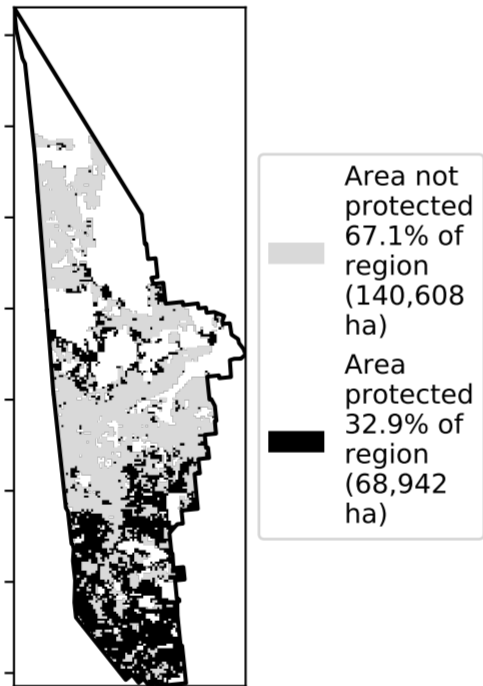 Area not
protected
67.1% of
region
(140,608
ha)
Area
protected
32.9% of
region
(68,942
ha)